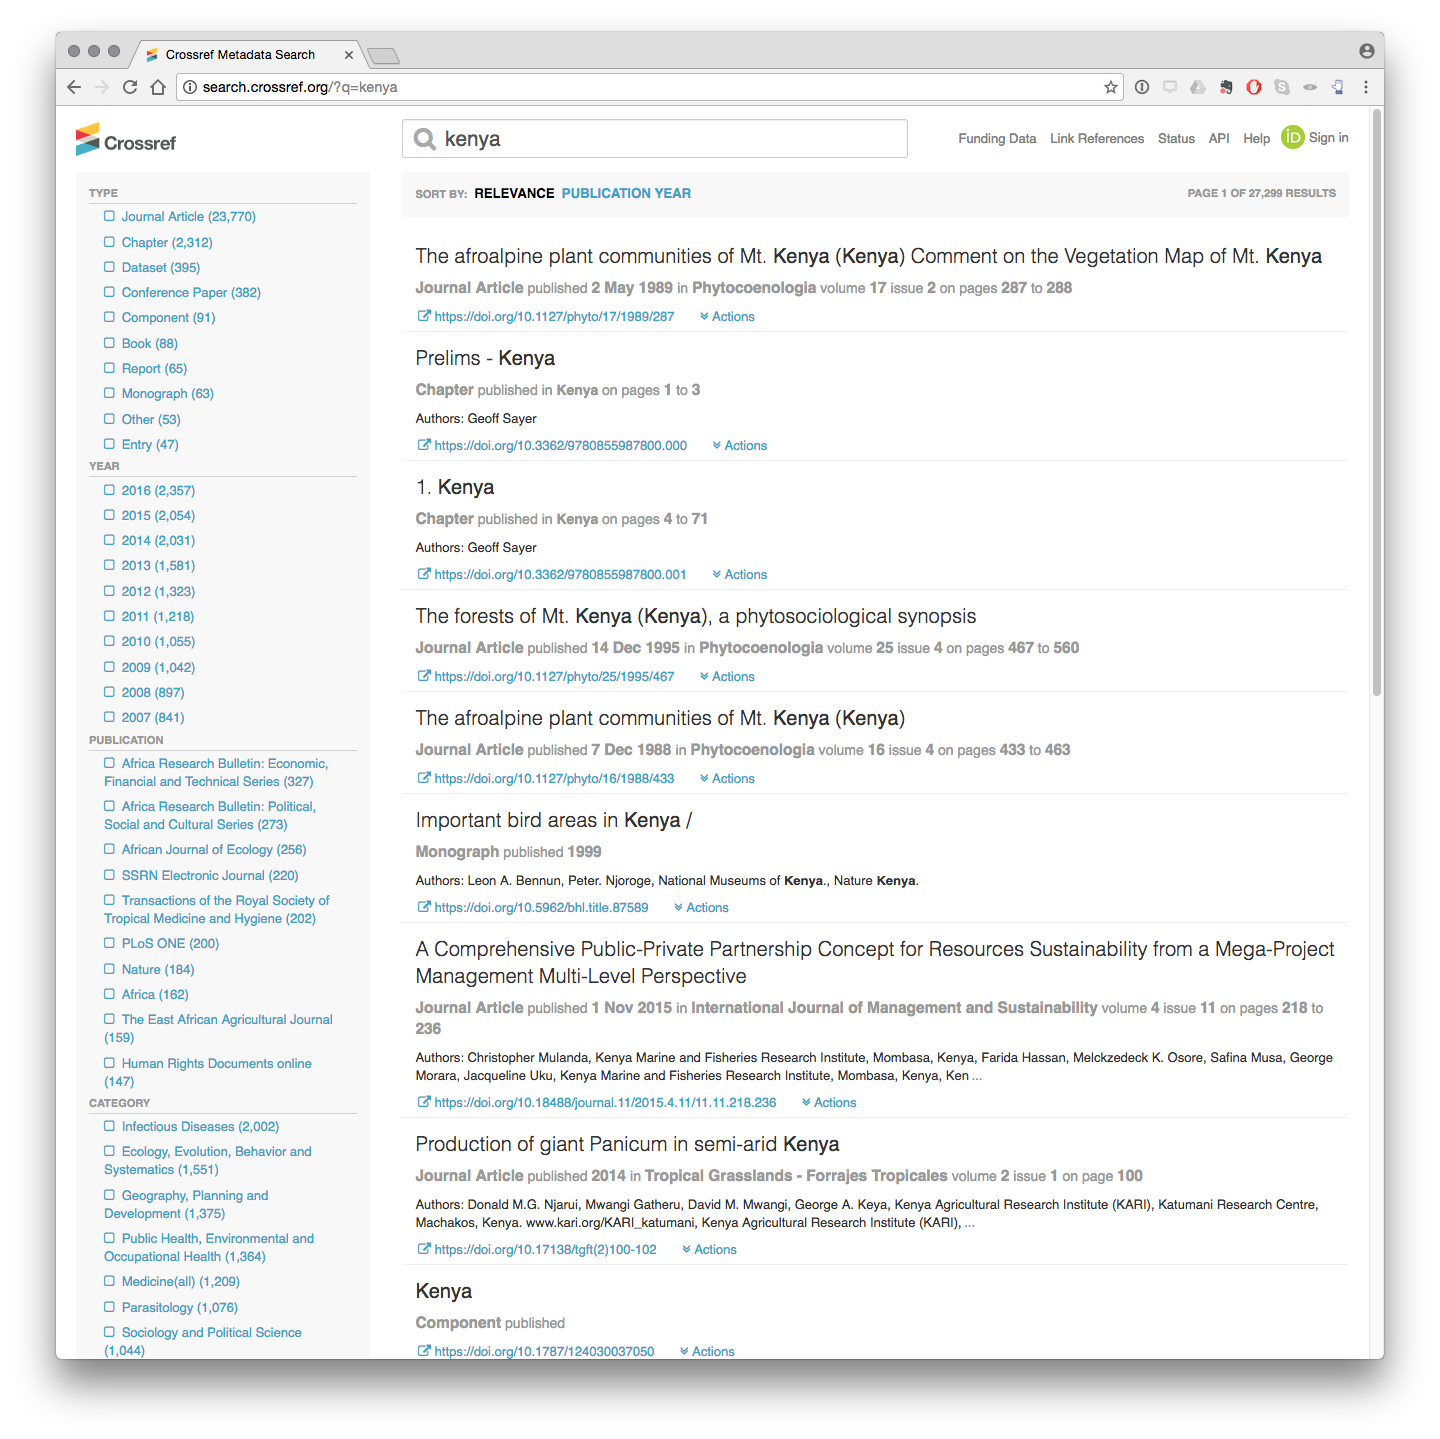 Crossref Metadata Search
search.crossref.org/?q=kenya
Crossref
kenya
Funding Data Link References Status API Help iD Sign in
TYPE
Journal Article (23,770)
Chapter (2,312)
Dataset (395)
Conference Paper (382)
Component (91)
Book (88)
Report (65)
Monograph (63)
Other (53)
Entry (47)
YEAR
2016 (2,357)
2015 (2,054)
2014 (2,031)
2013 (1,581)
2012 (1,323)
2011 (1,218)
2010 (1,055)
2009 (1,042)
2008 (897)
2007 (841)
PUBLICATION
Africa Research Bulletin: Economic,
Financial and Technical Series (327)
Africa Research Bulletin: Political,
Social and Cultural Series (273)
African Journal of Ecology (256)
SSRN Electronic Journal (220)
Transactions of the Royal Society of
Tropical Medicine and Hygiene (202)
PLoS ONE (200)
Nature (184)
Africa (162)
The East African Agricultural Journal
(159)
Human Rights Documents online
(147)
CATEGORY
Infectious Diseases (2,002)
Ecology, Evolution, Behavior and
Systematics (1,551)
Geography, Planning and
Development (1,375)
Public Health, Environmental and
Occupational Health (1,364)
Medicine(all) (1,209)
Parasitology (1,076)
Sociology and Political Science
(1,044)
SORT BY: RELEVANCE PUBLICATION YEAR
PAGE 1 OF 27,299 RESULTS
The afroalpine plant communities of Mt. Kenya (Kenya) Comment on the Vegetation Map of Mt. Kenya
Journal Article published 2 May 1989 in Phytocoenologia volume 17 issue 2 on pages 287 to 288
https://doi.org/10.1127/phyto/17/1989/287 Actions
Prelims - Kenya
Chapter published in Kenya on pages 1 to 3
Authors: Geoff Sayer
https://doi.org/10.3362/9780855987800.000 Actions
1. Kenya
Chapter published in Kenya on pages 4 to 71
Authors: Geoff Sayer
https://doi.org/10.3362/9780855987800.001 Actions
The forests of Mt. Kenya (Kenya), a phytosociological synopsis
Journal Article published 14 Dec 1995 in Phytocoenologia volume 25 issue 4 on pages 467 to 560
https://doi.org/10.1127/phyto/25/1995/467 Actions
The afroalpine plant communities of Mt. Kenya (Kenya)
Journal Article published 7 Dec 1988 in Phytocoenologia volume 16 issue 4 on pages 433 to 463
https://doi.org/10.1127/phyto/16/1988/433 Actions
Important bird areas in Kenya /
Monograph published 1999
Authors: Leon A. Bennun, Peter. Njoroge, National Museums of Kenya., Nature Kenya.
https://doi.org/10.5962/bhl.title.87589 Actions
A Comprehensive Public-Private Partnership Concept for Resources Sustainability from a Mega-Project
Management Multi-Level Perspective
Journal Article published 1 Nov 2015 in International Journal of Management and Sustainability volume 4 issue 11 on pages 218 to
236
Authors: Christopher Mulanda, Kenya Marine and Fisheries Research Institute, Mombasa, Kenya, Farida Hassan, Melckzedeck K. Osore, Safina Musa, George
Morara, Jacqueline Uku, Kenya Marine and Fisheries Research Institute, Mombasa, Kenya, Ken ...
https://doi.org/10.18488/journal.11/2015.4.11/11.11.218.236 Actions
Production of giant Panicum in semi-arid Kenya
Journal Article published 2014 in Tropical Grasslands - Forrajes Tropicales volume 2 issue 1 on page 100
Authors: Donald M.G. Njarui, Mwangi Gatheru, David M. Mwangi, George A. Keya, Kenya Agricultural Research Institute (KARI), Katumani Research Centre,
Machakos, Kenya. www.kari.org/KARI_katumani, Kenya Agricultural Research Institute (KARI), ...
https://doi.org/10.17138/tgft(2)100-102 Actions
Kenya
Component published
https://doi.org/10.1787/124030037050 Actions